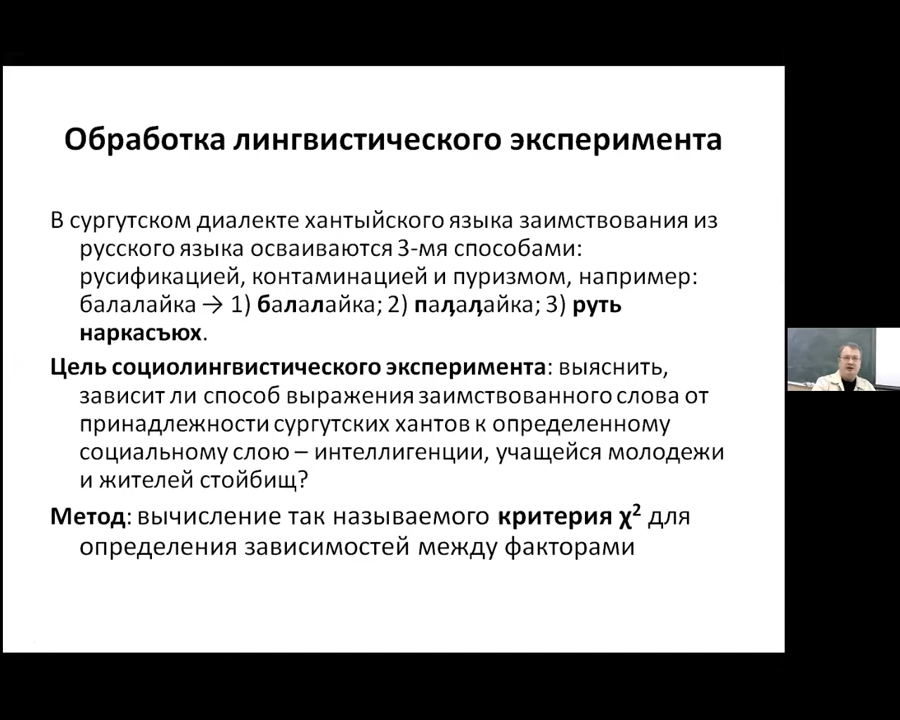 Обработка лингвистического эксперимента
В сургутском диалекте хантыйского языка заимствования из
русского языка осваиваются 3-мя способами:
русификацией, контаминацией и пуризмом, например:
балалайка → 1) балалайка; 2) паԓаԓайка; 3) руть
наркасъюх.
Цель социолингвистического эксперимента: выяснить,
зависит ли способ выражения заимствованного слова от
принадлежности сургутских хантов к определенному
социальному слою – интеллигенции, учащейся молодежи
и жителей стойбищ?
Метод: вычисление так называемого критерия χ² для
определения зависимостей между факторами